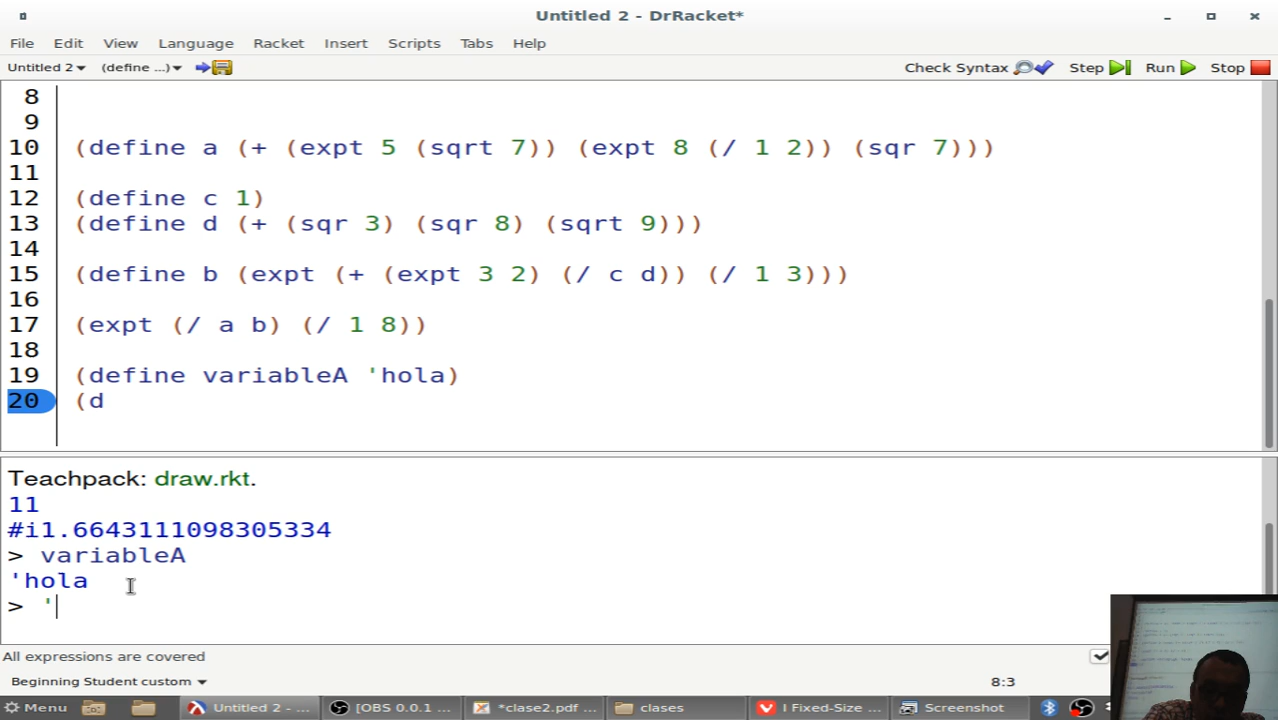 Untitled 2 - DrRacket*
File Edit View Language Racket Insert Scripts Tabs Help
Untitled 2 (define ...) Check Syntax Step Run Stop
8
9
10 (define a (+ (expt 5 (sqrt 7)) (expt 8 (/ 1 2)) (sqr 7)))
11
12 (define c 1)
13 (define d (+ (sqr 3) (sqr 8) (sqrt 9)))
14
15 (define b (expt (+ (expt 3 2) (/ c d)) (/ 1 3)))
16
17 (expt (/ a b) (/ 1 8))
18
19 (define variableA 'hola)
20 (d
Teachpack: draw.rkt.
11
#i1.6643111098305334
> variableA
'hola
> '
All expressions are covered
Beginning Student custom 8:3
Menu Untitled 2 - ... [OBS 0.0.1 ... *clase2.pdf ... clases I Fixed-Size ... Screenshot